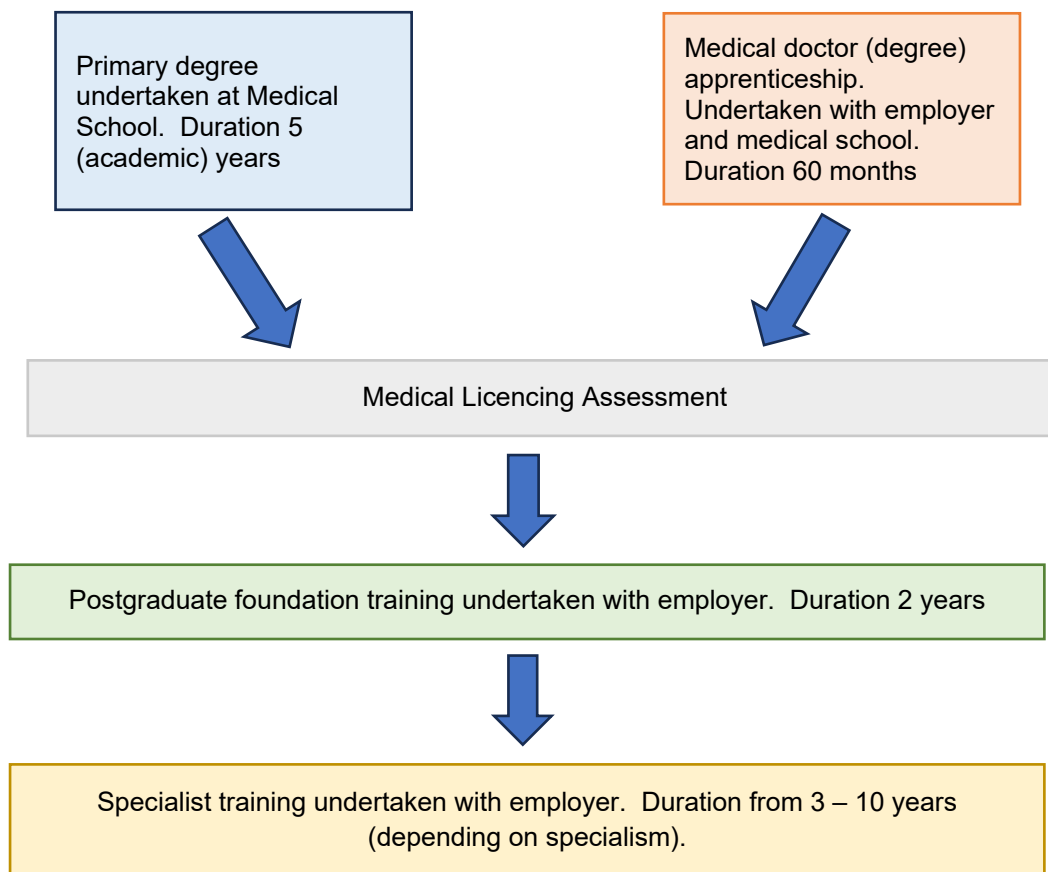 Primary degree
undertaken at Medical
School.  Duration 5
(academic) years
Medical doctor (degree)
apprenticeship.
Undertaken with employer
and medical school.
Duration 60 months
Medical Licencing Assessment
Postgraduate foundation training undertaken with employer.  Duration 2 years
Specialist training undertaken with employer.  Duration from 3 – 10 years
(depending on specialism).